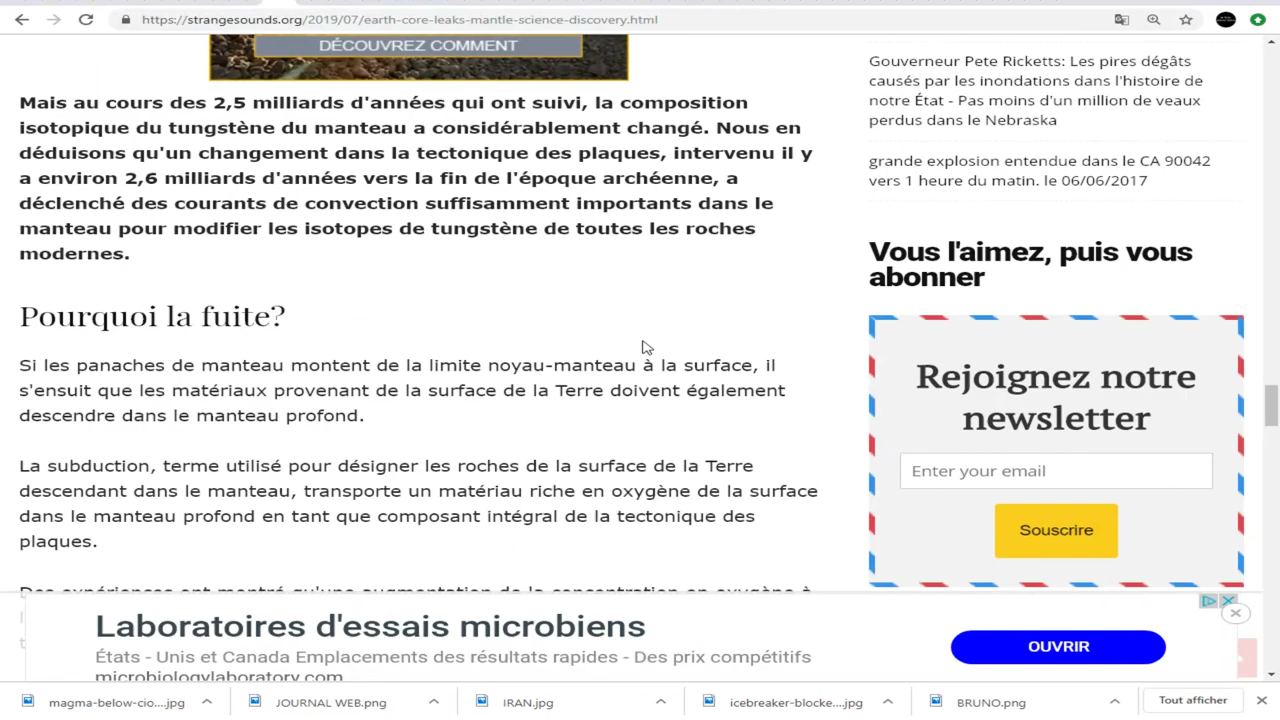 https://strangesounds.org/2019/07/earth-core-leaks-mantle-science-discovery.html
DÉCOUVREZ COMMENT
Mais au cours des 2,5 milliards d'années qui ont suivi, la composition
isotopique du tungstène du manteau a considérablement changé. Nous en
déduisons qu'un changement dans la tectonique des plaques, intervenu il y
a environ 2,6 milliards d'années vers la fin de l'époque archéenne, a
déclenché des courants de convection suffisamment importants dans le
manteau pour modifier les isotopes de tungstène de toutes les roches
modernes.
Pourquoi la fuite?
Si les panaches de manteau montent de la limite noyau-manteau à la surface, il
s'ensuit que les matériaux provenant de la surface de la Terre doivent également
descendre dans le manteau profond.
La subduction, terme utilisé pour désigner les roches de la surface de la Terre
descendant dans le manteau, transporte un matériau riche en oxygène de la surface
dans le manteau profond en tant que composant intégral de la tectonique des
plaques.
Des expériences ont montré qu'une augmentation de la concentration en oxygène à
Gouverneur Pete Ricketts: Les pires dégâts
causés par les inondations dans l'histoire de
notre État - Pas moins d'un million de veaux
perdus dans le Nebraska
grande explosion entendue dans le CA 90042
vers 1 heure du matin. le 06/06/2017
Vous l'aimez, puis vous
abonner
Rejoignez notre
newsletter
Enter your email
Souscrire
Laboratoires d'essais microbiens
États - Unis et Canada Emplacements des résultats rapides - Des prix compétitifs
microbiologylaboratory.com
OUVRIR
magma-below-cio....jpg
JOURNAL WEB.png
IRAN.jpg
icebreaker-blocke....jpg
BRUNO.png
Tout afficher